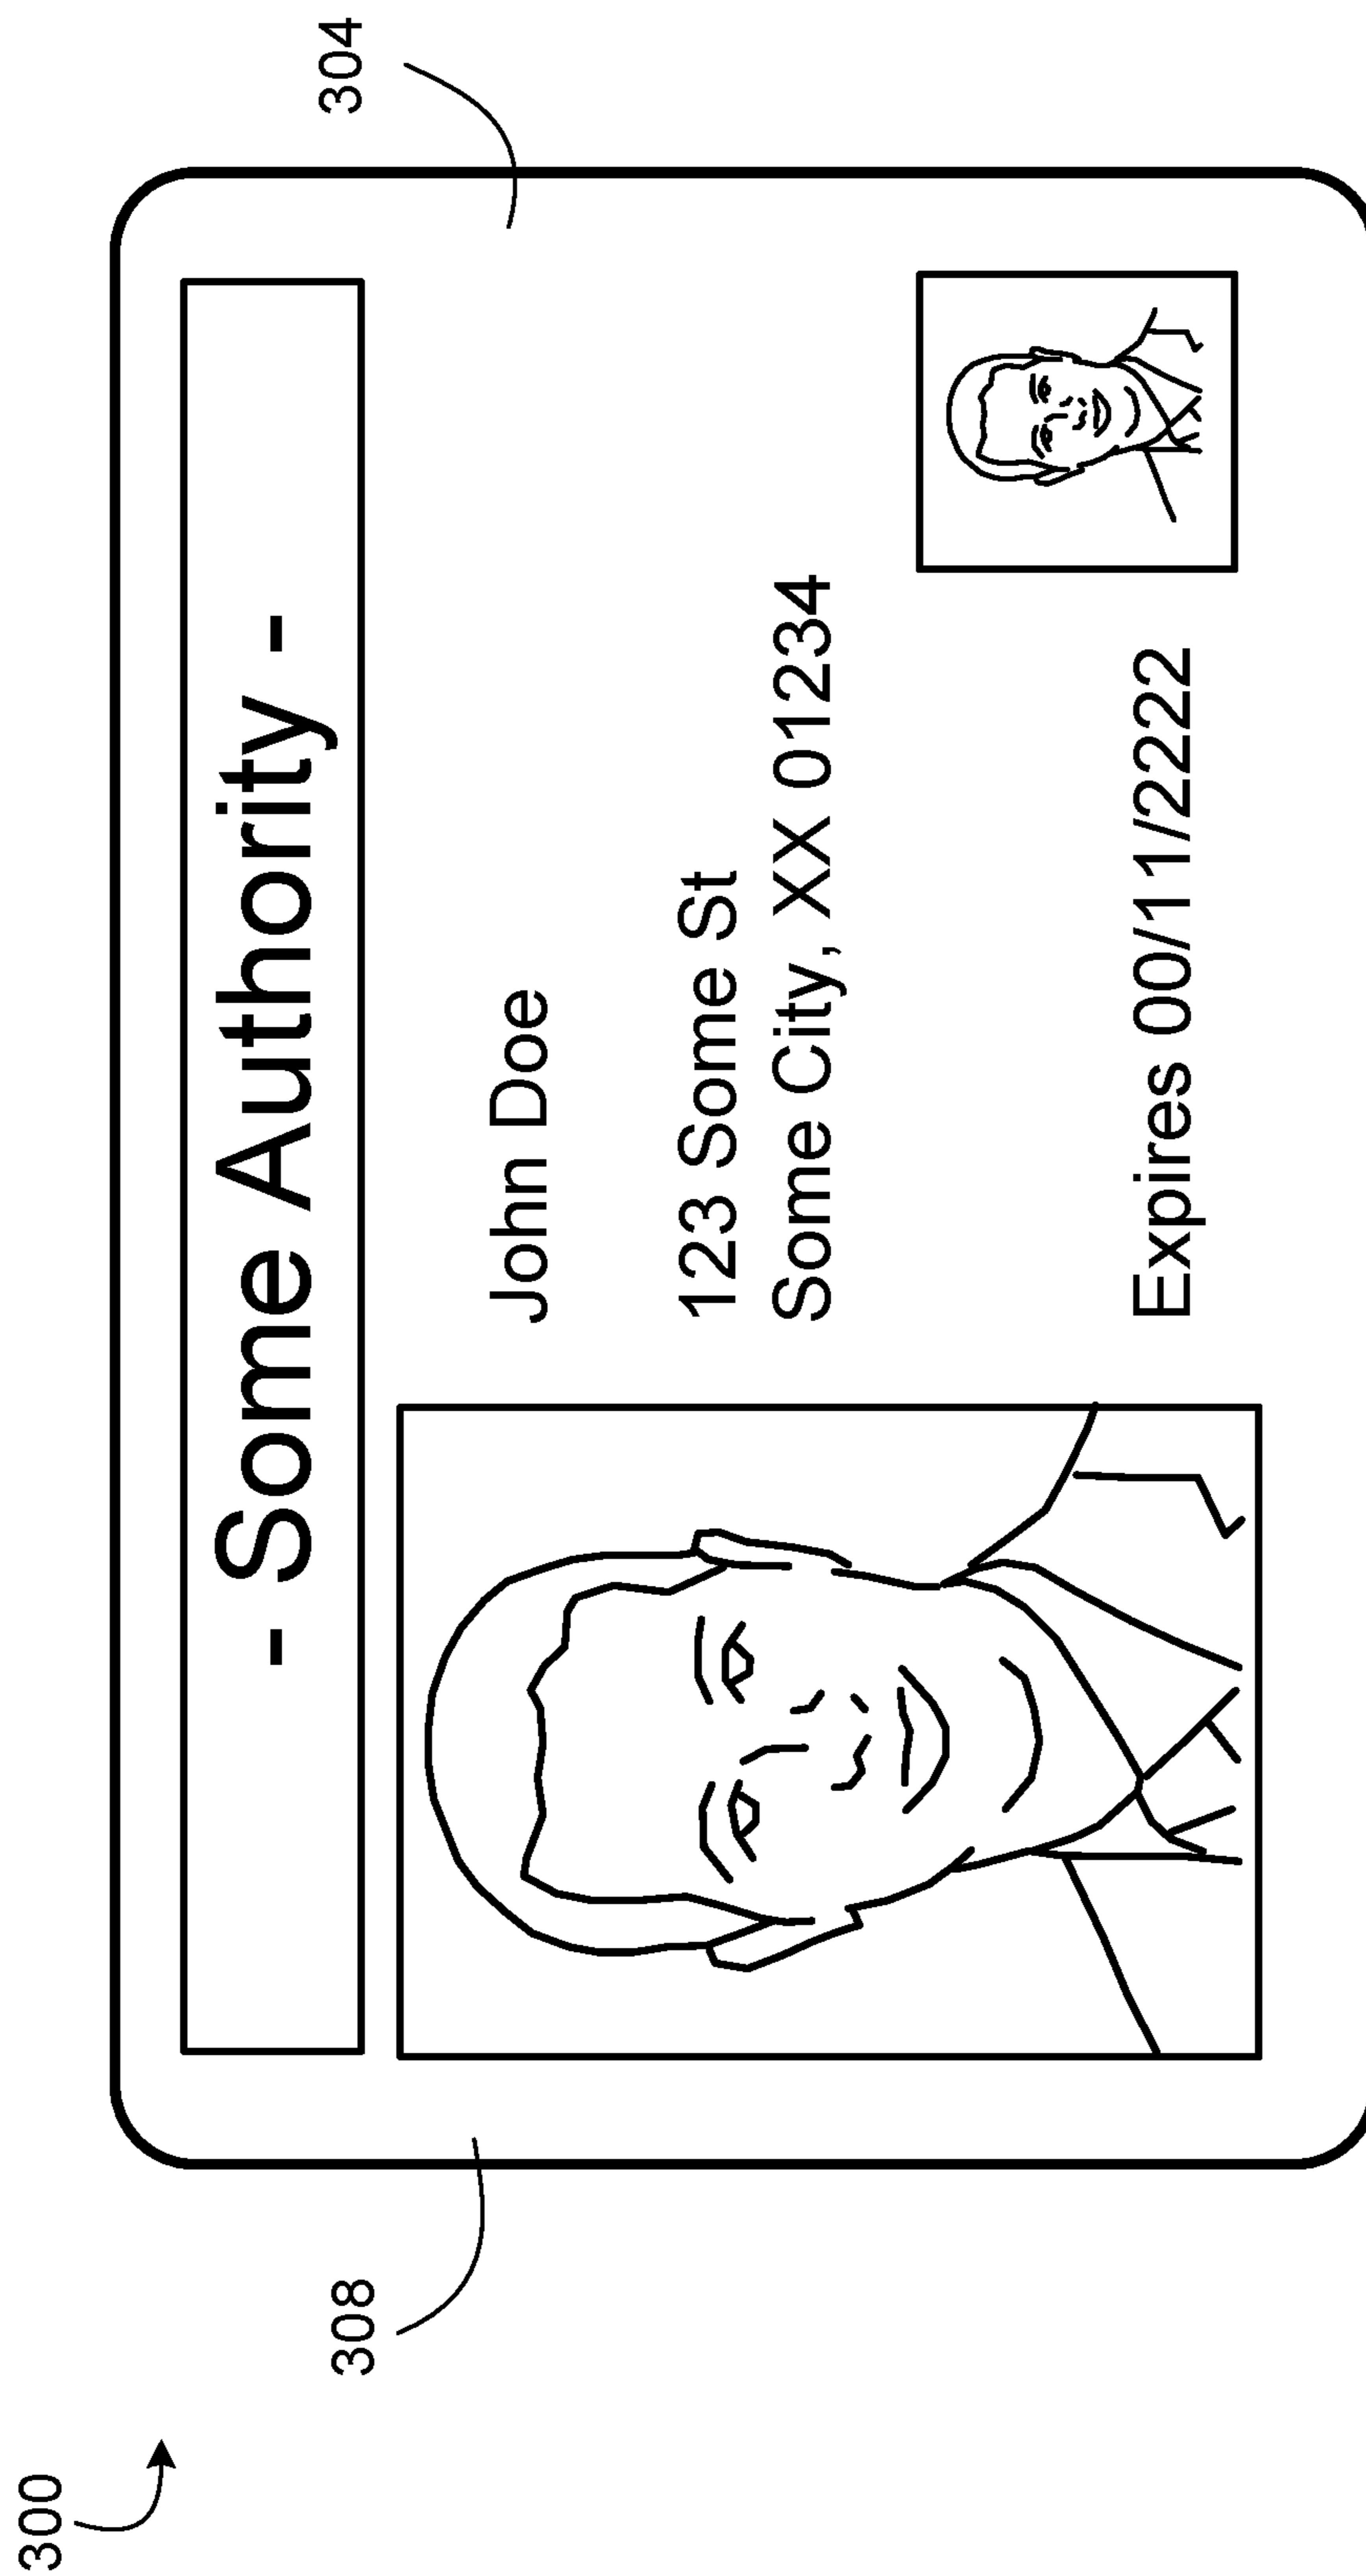 300
308
304
- Some Authority -
John Doe
123 Some St
Some City, XX 01234
Expires 00/11/2222